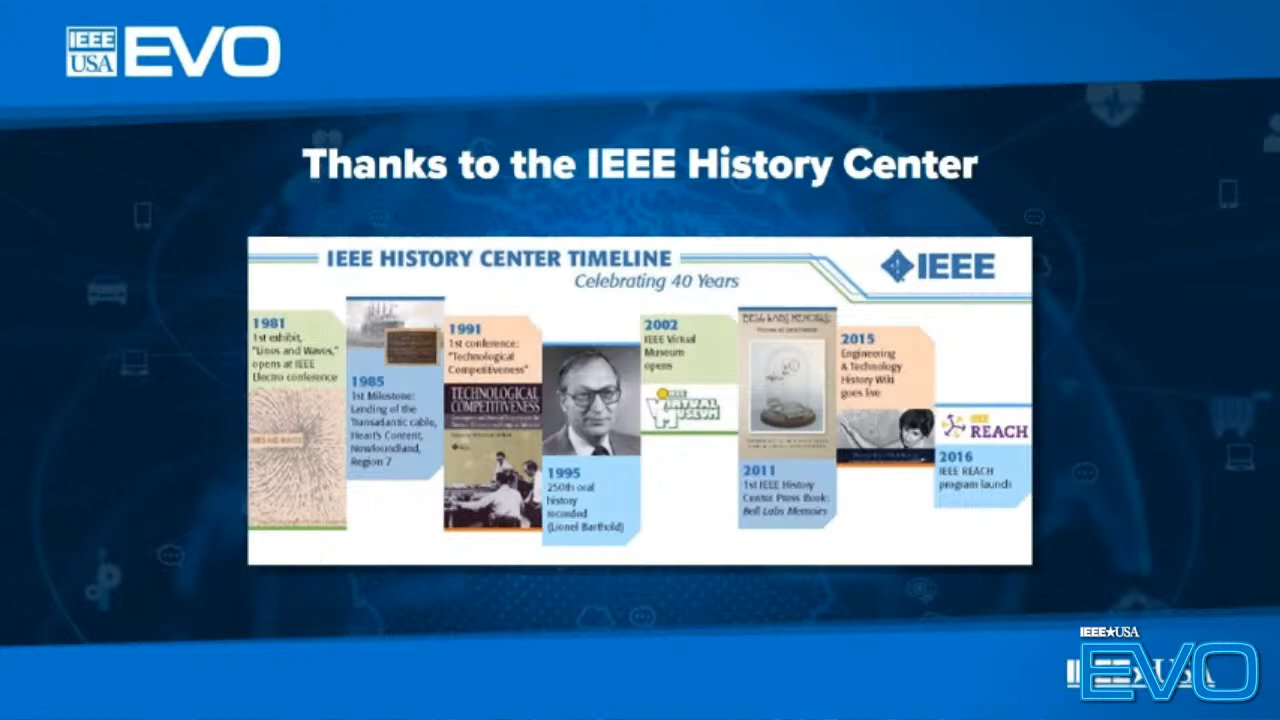 IEEE
USA
EVO
Thanks to the IEEE History Center
IEEE HISTORY CENTER TIMELINE
Celebrating 40 Years
IEEE
1981
1st exhibit,
"Lines and Waves,"
opens at IEEE
Electro conference
1985
1st Milestone:
Landing of the
Transatlantic cable,
Heart's Content,
Newfoundland,
Region 7
1991
1st conference:
"Technological
Competitiveness"
TECHNOLOGICAL
COMPETITIVENESS
1995
250th oral
history
recorded
(Lionel Barthold)
2002
IEEE Virtual
Museum
opens
IEEE
VIRTUAL
MUSEUM
BELL LABS MEMOIRS:
2011
1st IEEE History
Center Press Book:
Bell Labs Memoirs
2015
Engineering
& Technology
History Wiki
goes live
IEEE
REACH
2016
IEEE REACH
program launch
IEEE★USA
EVO
IEEE★USA